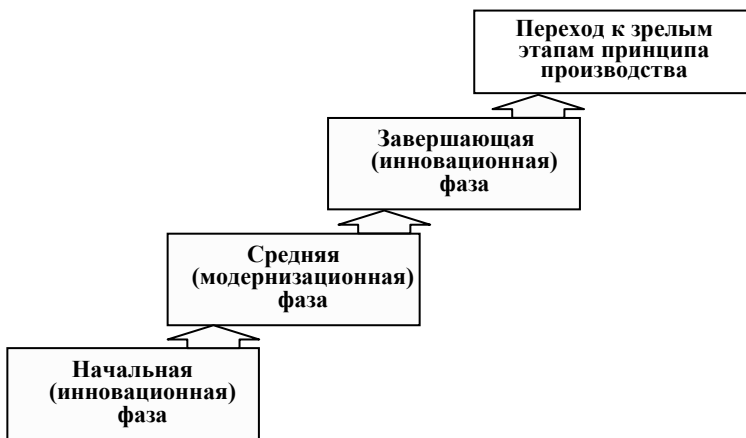 Переход к зрелым
этапам принципа
производства
Завершающая
(инновационная)
фаза
Средняя
(модернизационная)
фаза
Начальная
(инновационная)
фаза